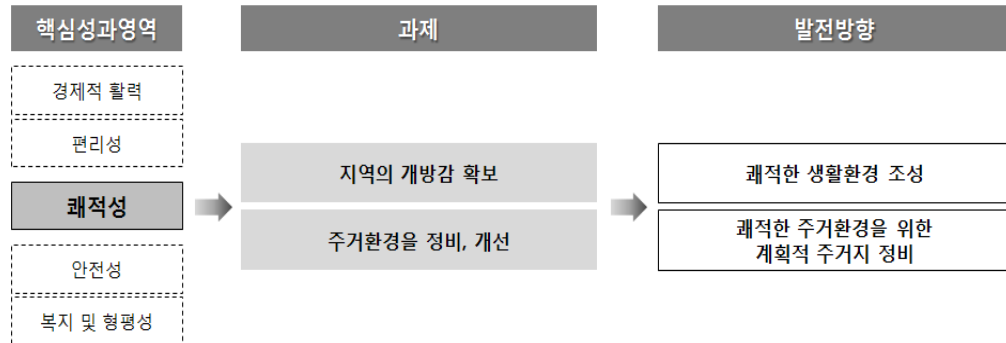 핵심성과영역
과제
발전방향
경제적 활력
편리성
쾌적성
안전성
복지 및 형평성
지역의 개방감 확보
주거환경을 정비, 개선
쾌적한 생활환경 조성
쾌적한 주거환경을 위한
계획적 주거지 정비